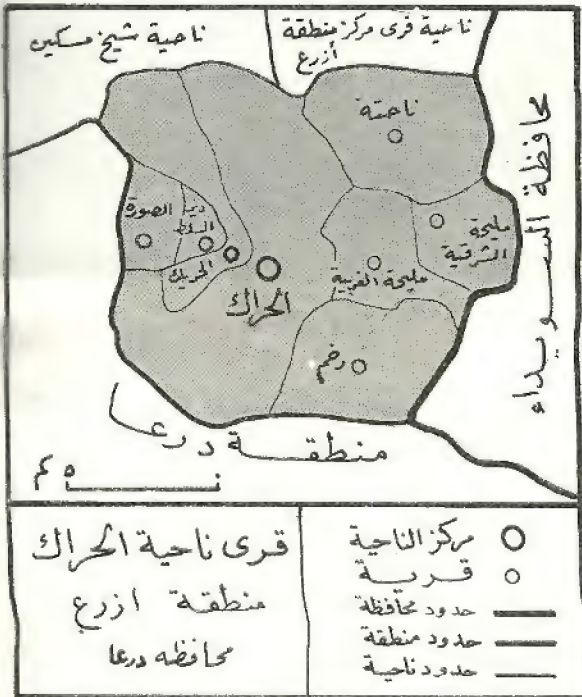 ناحية شيخ مسكين
ناحية قرى مركز منطقة
أزرع
محافظة السويداء
ناحتة
الصورة
دير
السلط
الحريك
الحراك
مليحة
الشرقية
مليحة الغربية
رخم
منطقة درعا
٥ كم
مركز الناحية
قرية
حدود محافظة
حدود منطقة
حدود ناحية
قرى ناحية الحراك
منطقة ازرع
محافظه درعا